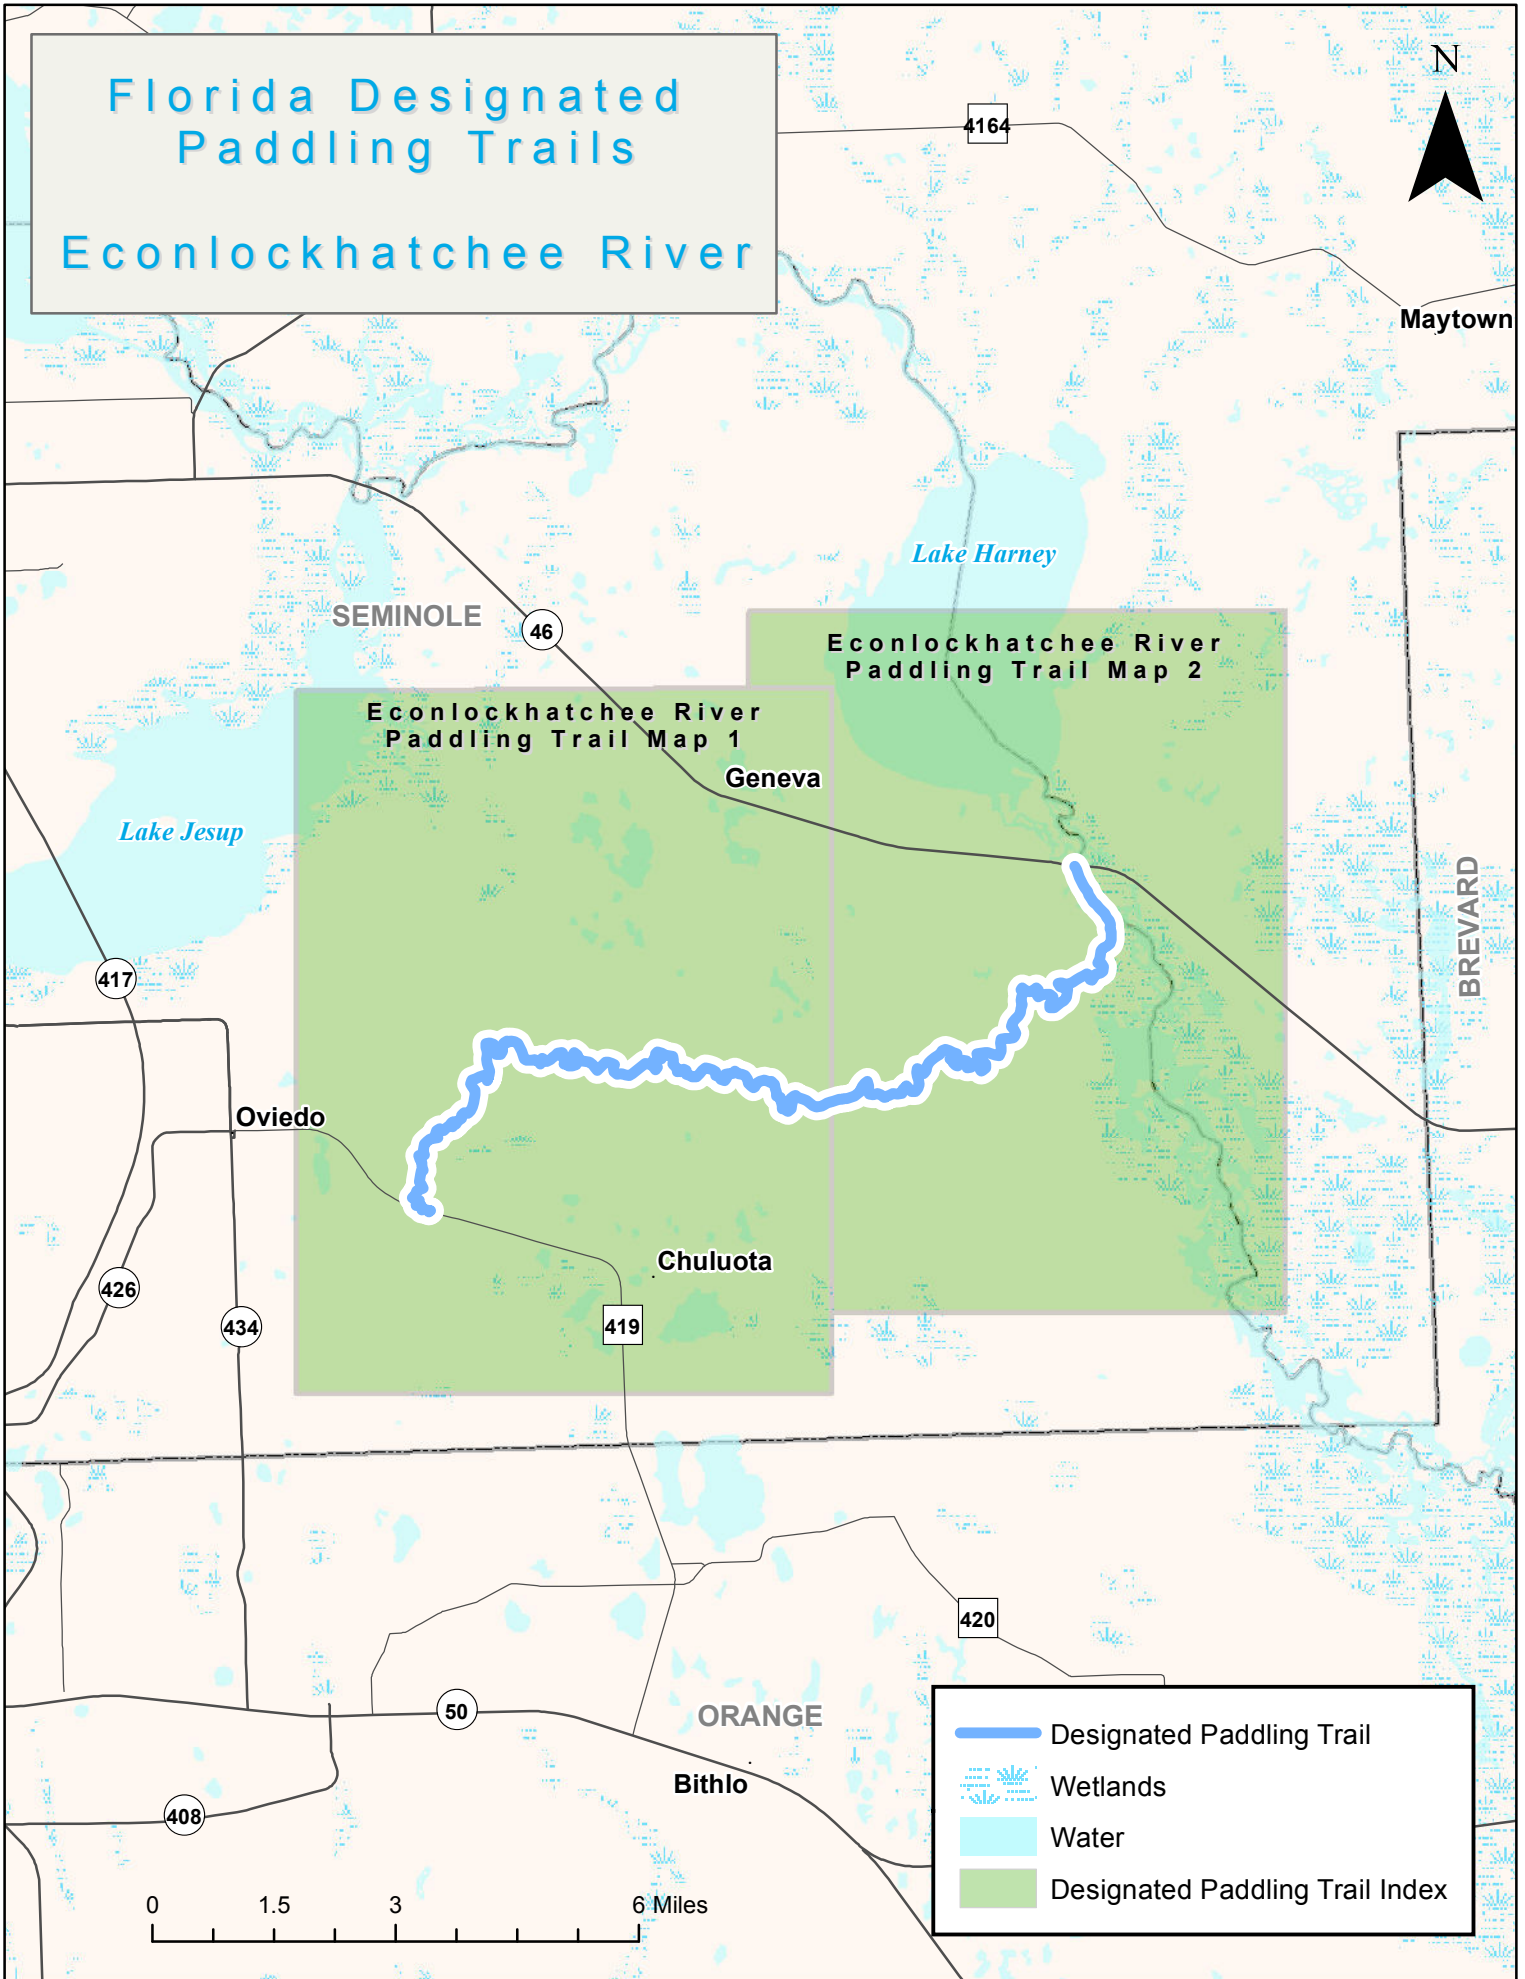 Florida Designated
Paddling Trails
Econlockhatchee River
N
4164
Maytown
Lake Harney
SEMINOLE
46
Econlockhatchee River
Paddling Trail Map 2
Econlockhatchee River
Paddling Trail Map 1
Geneva
Lake Jesup
BREVARD
417
Oviedo
Chuluota
426
434
419
420
50
ORANGE
Bithlo
408
Designated Paddling Trail
Wetlands
Water
Designated Paddling Trail Index
0 1.5 3 6 Miles